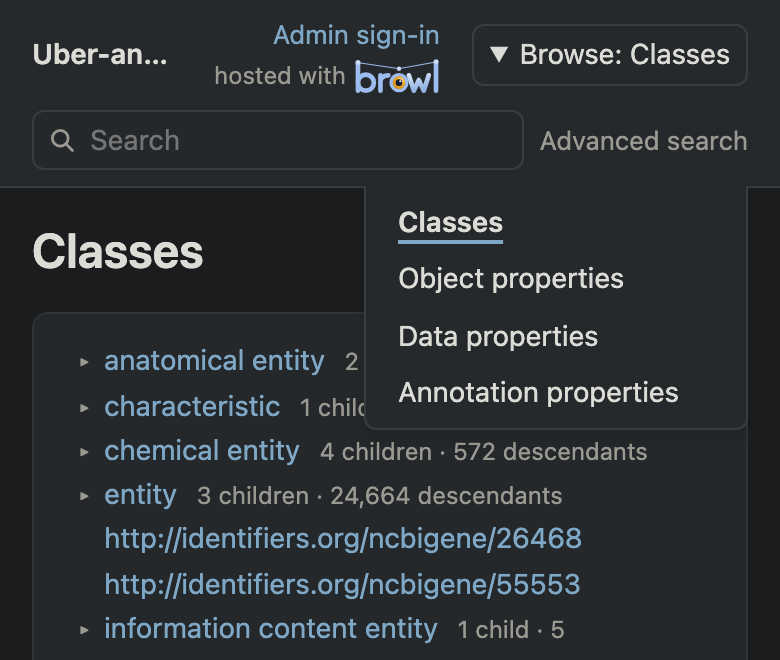 Uber-an...
Admin sign-in
hosted with browl
▼ Browse: Classes
Search
Advanced search
Classes
Object properties
Data properties
Annotation properties
Classes
anatomical entity 2
characteristic 1
chemical entity 4 children · 572 descendants
entity 3 children · 24,664 descendants
http://identifiers.org/ncbigene/26468
http://identifiers.org/ncbigene/55553
information content entity 1 child · 5